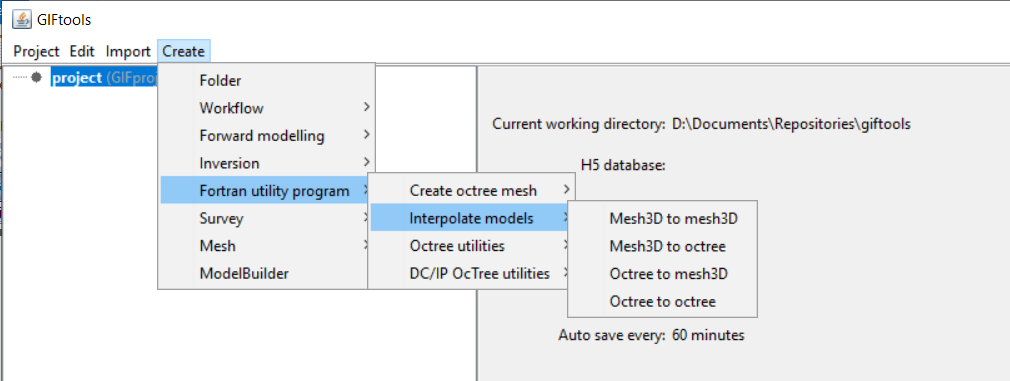 GIFtools
Project Edit Import Create
project (GIFpro
Folder
Workflow
Forward modelling
Inversion
Fortran utility program
Survey
Mesh
ModelBuilder
Create octree mesh
Interpolate models
Octree utilities
DC/IP OcTree utilities
Mesh3D to mesh3D
Mesh3D to octree
Octree to mesh3D
Octree to octree
Current working directory: D:\Documents\Repositories\giftools
H5 database:
Auto save every: 60 minutes